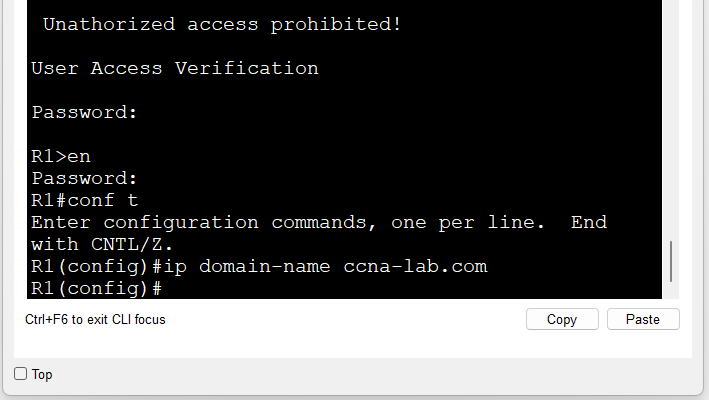 Unathorized access prohibited!
User Access Verification
Password:
R1>en
Password:
R1#conf t
Enter configuration commands, one per line.  End
with CNTL/Z.
R1(config)#ip domain-name ccna-lab.com
R1(config)#
Ctrl+F6 to exit CLI focus
Copy
Paste
Top